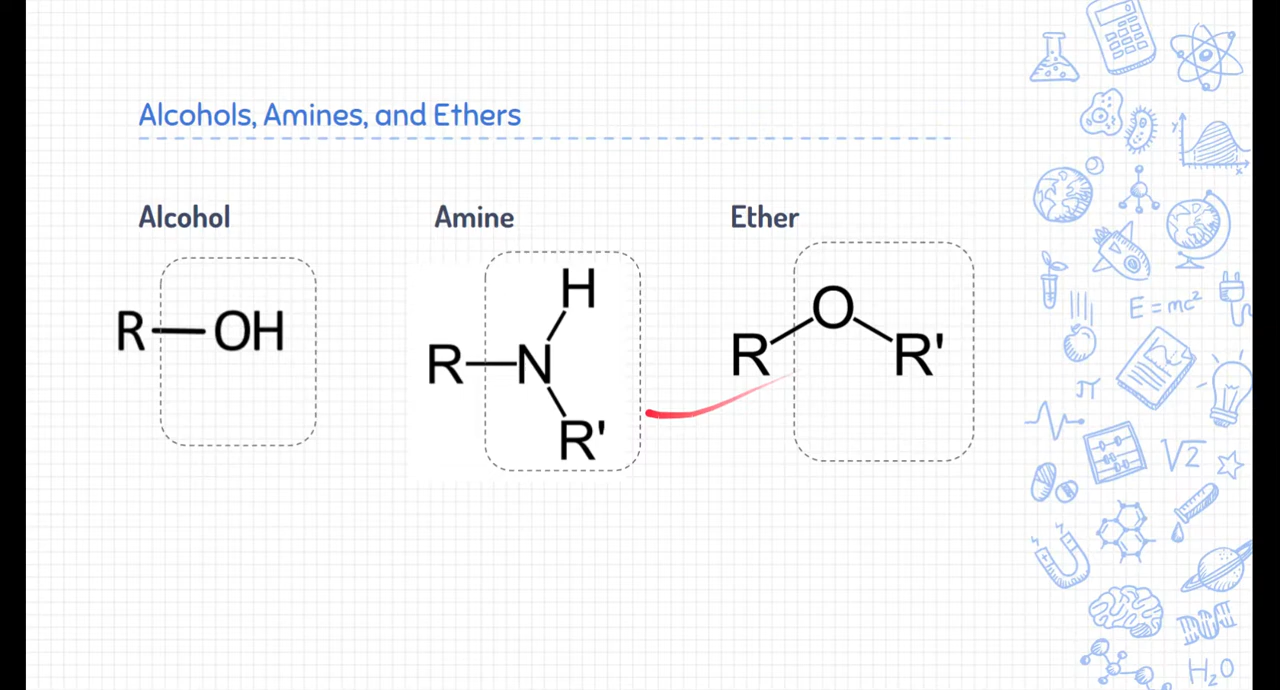 Alcohols, Amines, and Ethers
Alcohol
Amine
Ether
R—OH
H
R—N
R'
O
R
R'
y
x
E = mc²
π
√2
H₂O